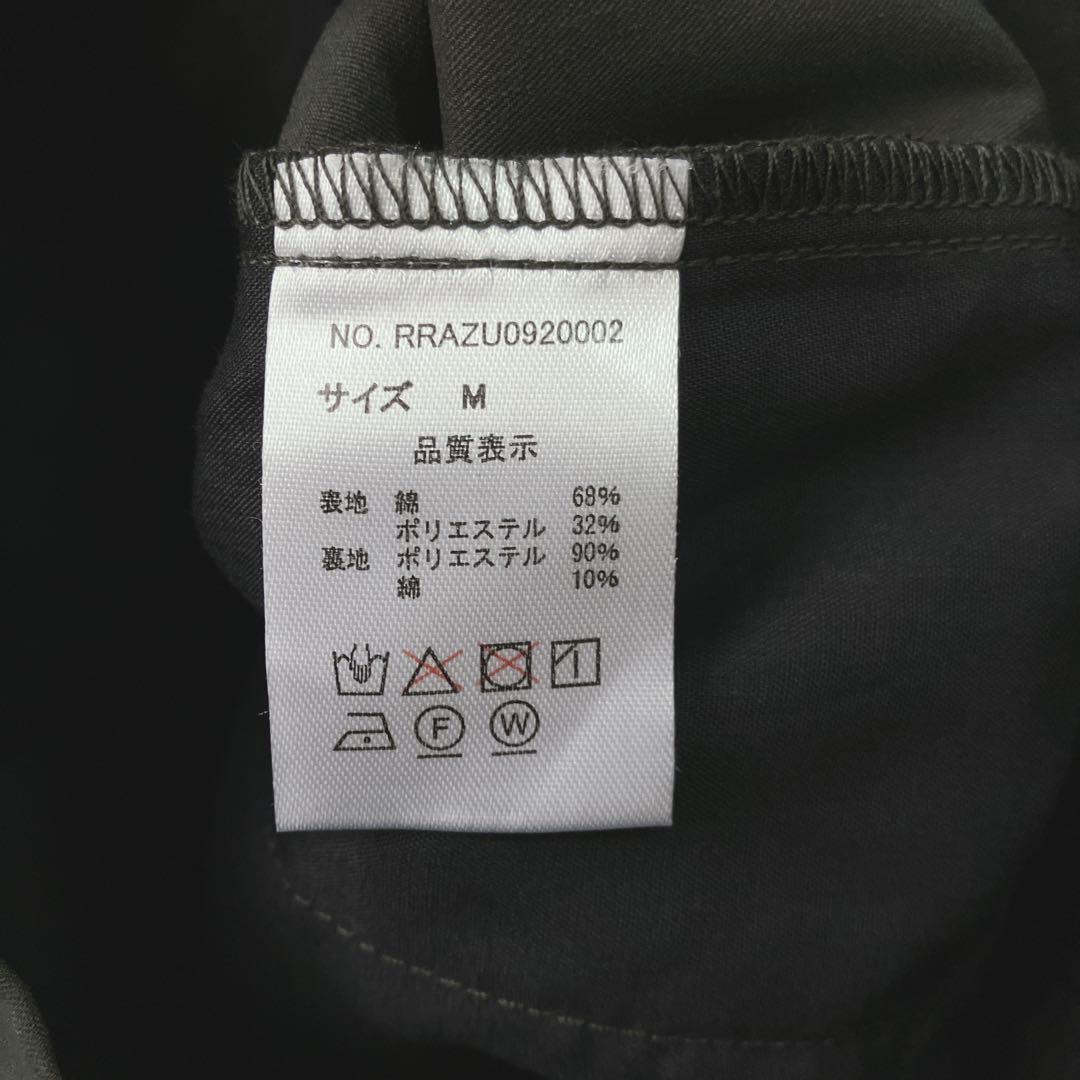 NO. RRAZU0920002
サイズ M
品質表示
表地 綿 68%
ポリエステル 32%
裏地 ポリエステル 90%
綿 10%
F W